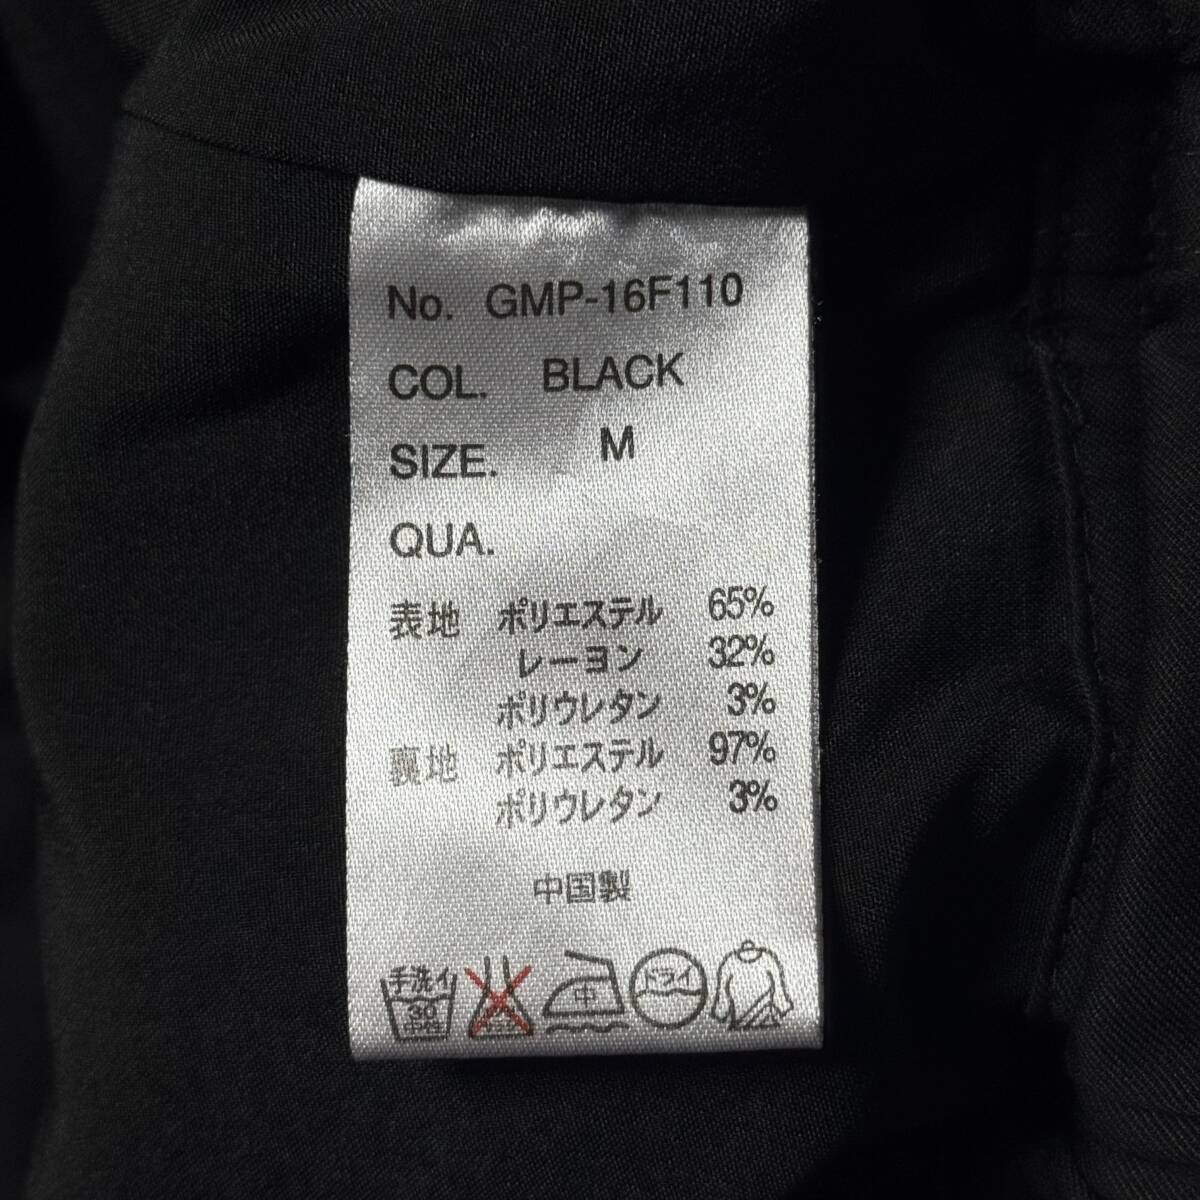 No. GMP-16F110
COL. BLACK
SIZE. M
QUA.
表地 ポリエステル 65%
レーヨン 32%
ポリウレタン 3%
裏地 ポリエステル 97%
ポリウレタン 3%
中国製
手洗イ 30 中性 中 ドライ